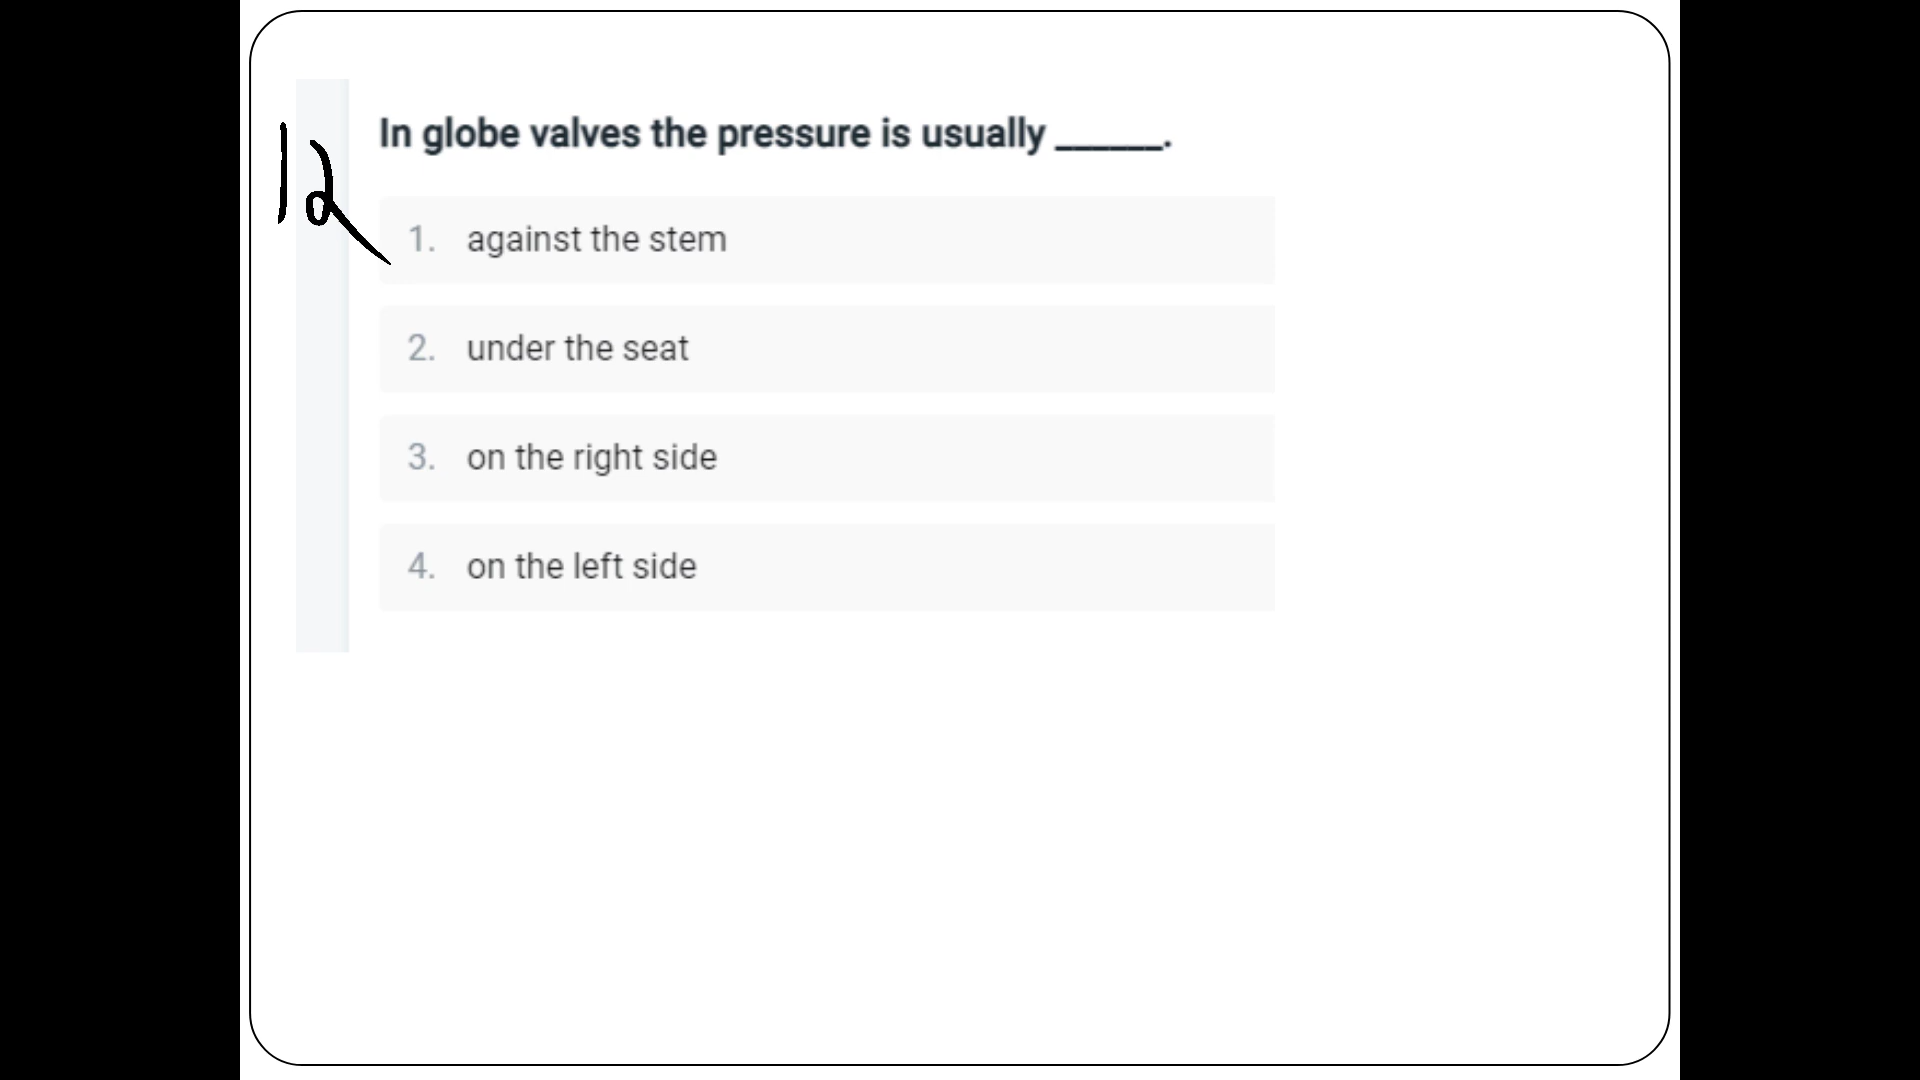 12
In globe valves the pressure is usually ______.
1. against the stem
2. under the seat
3. on the right side
4. on the left side